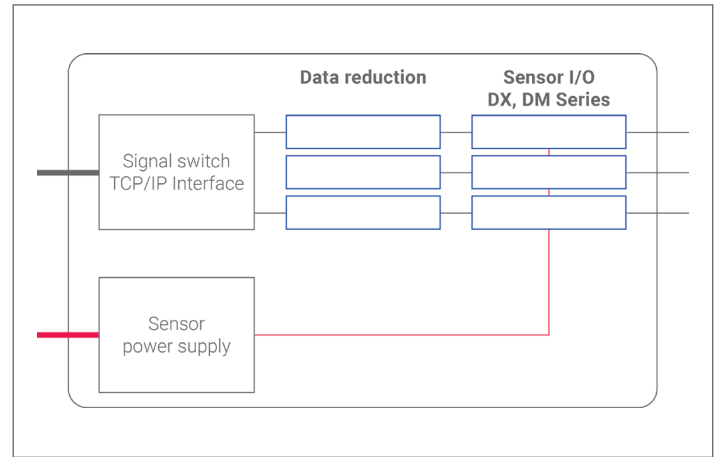 Data reduction
Sensor I/O
DX, DM Series
Signal switch
TCP/IP Interface
Sensor
power supply